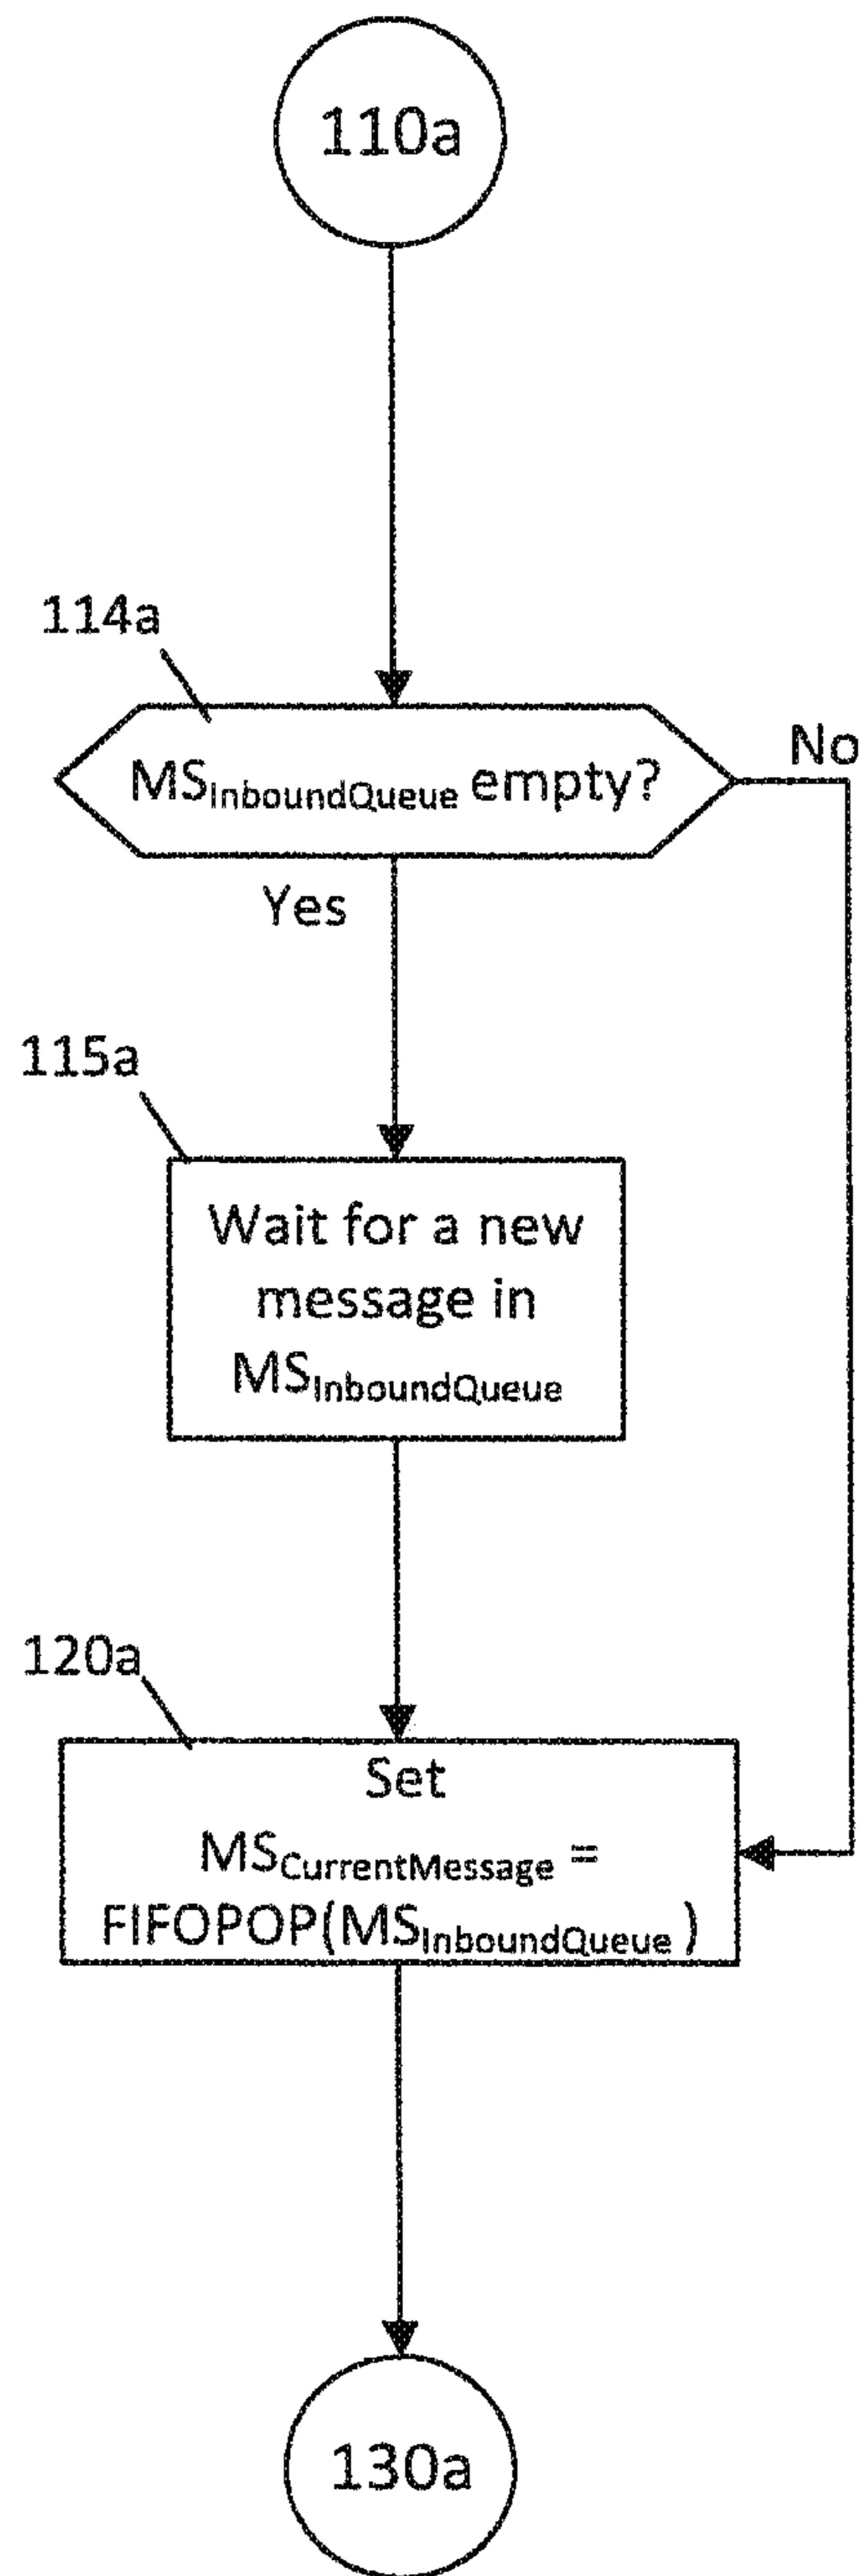 110a
114a
MSInboundQueue empty?
No
Yes
115a
Wait for a new
message in
MSInboundQueue
120a
Set
MSCurrentMessage =
FIFOPOP(MSInboundQueue )
130a